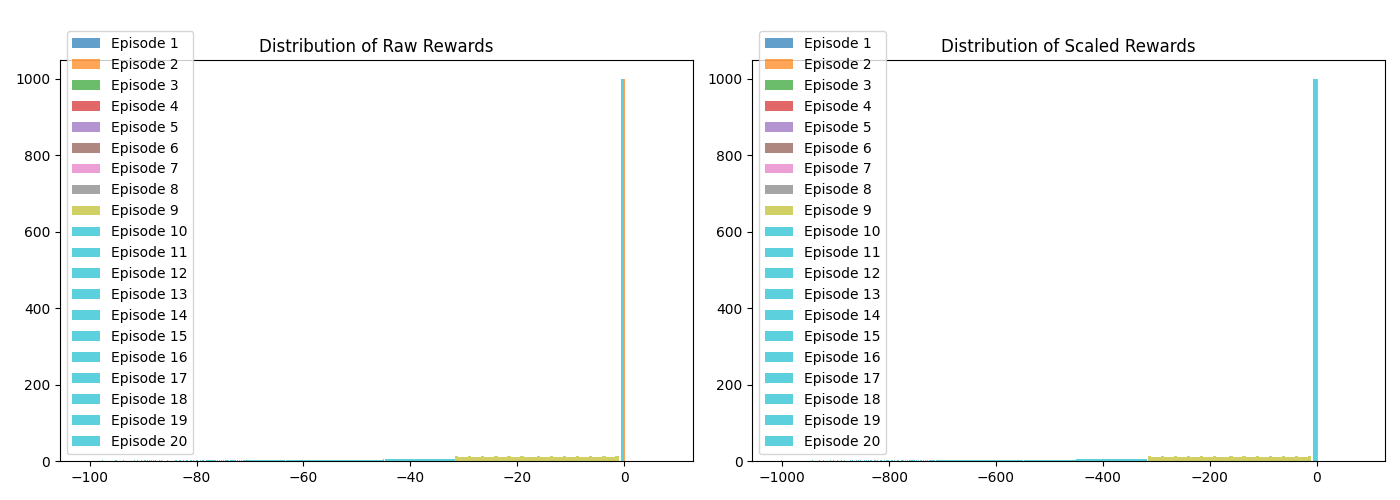 Distribution of Raw Rewards
Episode 1
Episode 2
Episode 3
Episode 4
Episode 5
Episode 6
Episode 7
Episode 8
Episode 9
Episode 10
Episode 11
Episode 12
Episode 13
Episode 14
Episode 15
Episode 16
Episode 17
Episode 18
Episode 19
Episode 20
1000
800
600
400
200
0
−100 −80 −60 −40 −20 0
Distribution of Scaled Rewards
Episode 1
Episode 2
Episode 3
Episode 4
Episode 5
Episode 6
Episode 7
Episode 8
Episode 9
Episode 10
Episode 11
Episode 12
Episode 13
Episode 14
Episode 15
Episode 16
Episode 17
Episode 18
Episode 19
Episode 20
1000
800
600
400
200
0
−1000 −800 −600 −400 −200 0